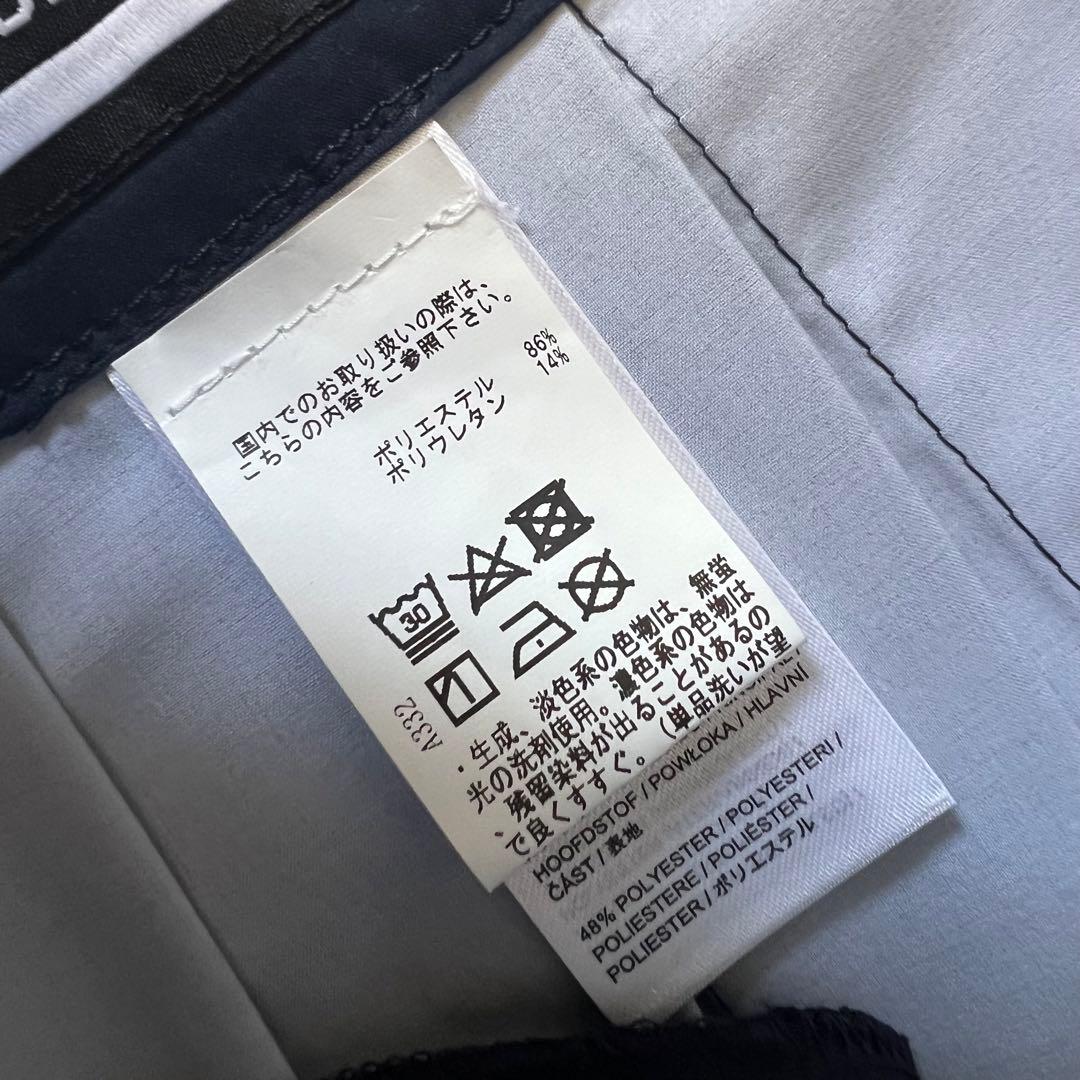 国内でのお取り扱いの際は、
こちらの内容をご参照下さい。
ポリエステル 86%
ポリウレタン 14%
30
A332
・生成、淡色系の色物は、無蛍
光の洗剤使用。濃色系の色物は
、残留染料が出ることがあるの
で良くすすぐ。(単品洗いが望
HOOFDSTOF / POWŁOKA / HLAVNÍ
ČÁST / 表地
48% POLYESTER / POLYESTERI /
POLIESTERE / POLIÉSTER /
POLIESTER / ポリエステル